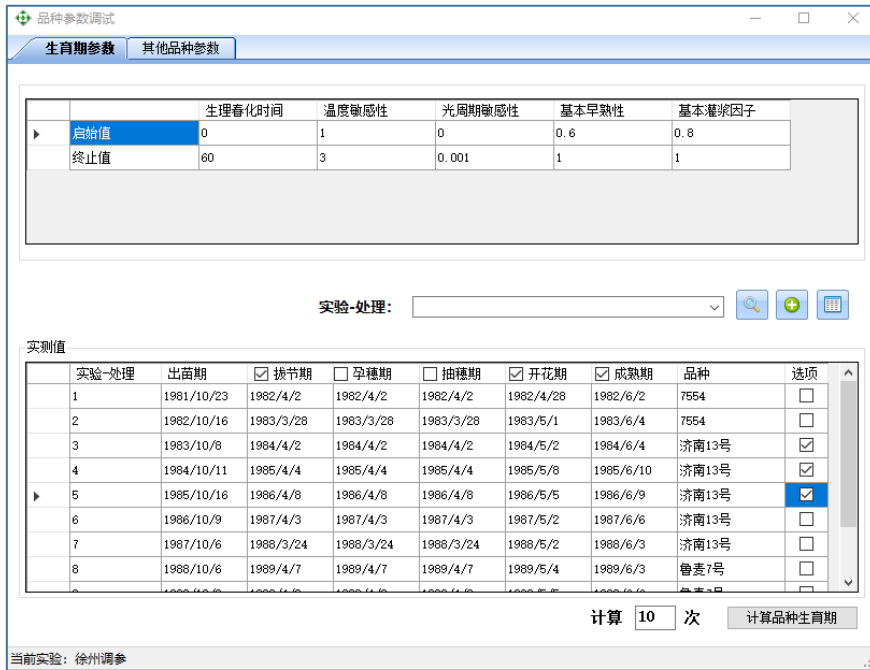 品种参数调试
生育期参数 其他品种参数
生理春化时间 温度敏感性 光周期敏感性 基本早熟性 基本灌浆因子
启始值 0 1 0 0.6 0.8
终止值 60 3 0.001 1 1
实验-处理：
实测值
实验-处理 出苗期 拔节期 孕穗期 抽穗期 开花期 成熟期 品种 选项
1 1981/10/23 1982/4/2 1982/4/2 1982/4/2 1982/4/28 1982/6/2 7554
2 1982/10/16 1983/3/28 1983/3/28 1983/3/28 1983/5/1 1983/6/4 7554
3 1983/10/8 1984/4/2 1984/4/2 1984/4/2 1984/5/2 1984/6/4 济南13号
4 1984/10/11 1985/4/4 1985/4/4 1985/4/4 1985/5/8 1985/6/10 济南13号
5 1985/10/16 1986/4/8 1986/4/8 1986/4/8 1986/5/5 1986/6/9 济南13号
6 1986/10/9 1987/4/3 1987/4/3 1987/4/3 1987/5/2 1987/6/6 济南13号
7 1987/10/6 1988/3/24 1988/3/24 1988/3/24 1988/5/2 1988/6/3 济南13号
8 1988/10/6 1989/4/7 1989/4/7 1989/4/7 1989/5/4 1989/6/3 鲁麦7号
计算 10 次 计算品种生育期
当前实验：徐州调参